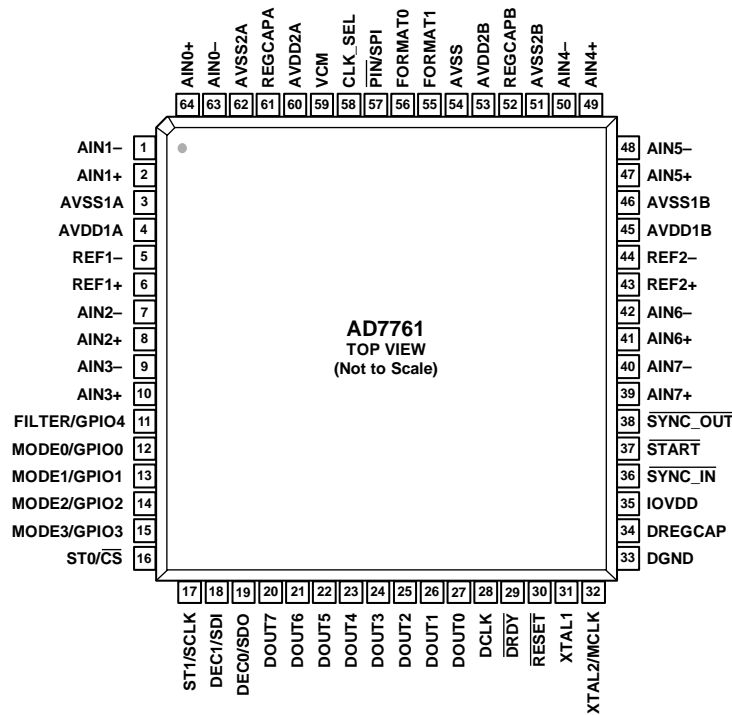 AIN0+
AIN0–
AVSS2A
REGCAPA
AVDD2A
VCM
CLK_SEL
PIN/SPI
FORMAT0
FORMAT1
AVSS
AVDD2B
REGCAPB
AVSS2B
AIN4–
AIN4+
64 63 62 61 60 59 58 57 56 55 54 53 52 51 50 49
AIN1– 1
AIN1+ 2
AVSS1A 3
AVDD1A 4
REF1– 5
REF1+ 6
AIN2– 7
AIN2+ 8
AIN3– 9
AIN3+ 10
FILTER/GPIO4 11
MODE0/GPIO0 12
MODE1/GPIO1 13
MODE2/GPIO2 14
MODE3/GPIO3 15
ST0/CS 16
AD7761
TOP VIEW
(Not to Scale)
48 AIN5–
47 AIN5+
46 AVSS1B
45 AVDD1B
44 REF2–
43 REF2+
42 AIN6–
41 AIN6+
40 AIN7–
39 AIN7+
38 SYNC_OUT
37 START
36 SYNC_IN
35 IOVDD
34 DREGCAP
33 DGND
17 18 19 20 21 22 23 24 25 26 27 28 29 30 31 32
ST1/SCLK
DEC1/SDI
DEC0/SDO
DOUT7
DOUT6
DOUT5
DOUT4
DOUT3
DOUT2
DOUT1
DOUT0
DCLK
DRDY
RESET
XTAL1
XTAL2/MCLK